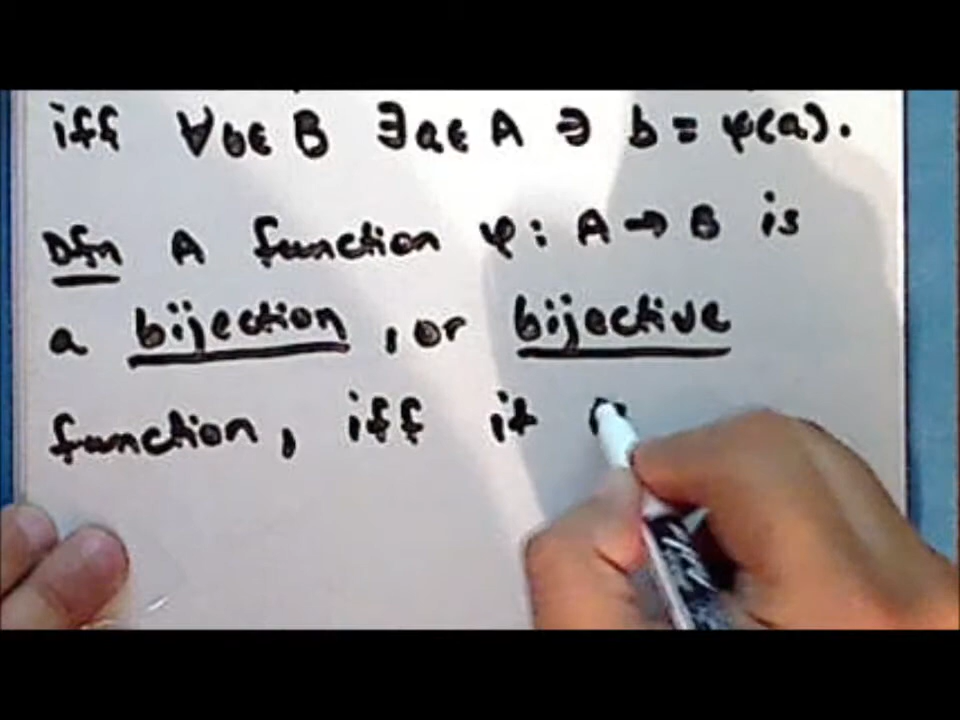 iff ∀b∈B ∃a∈A ∋ b = φ(a).
Dfn A function φ: A → B is
a bijection, or bijective
function, iff it